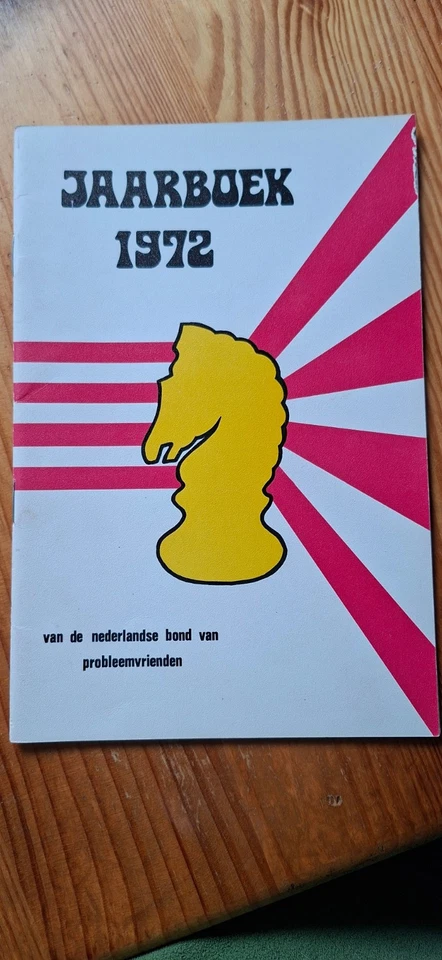 JAARBOEK
1972
van de nederlandse bond van
probleemvrienden